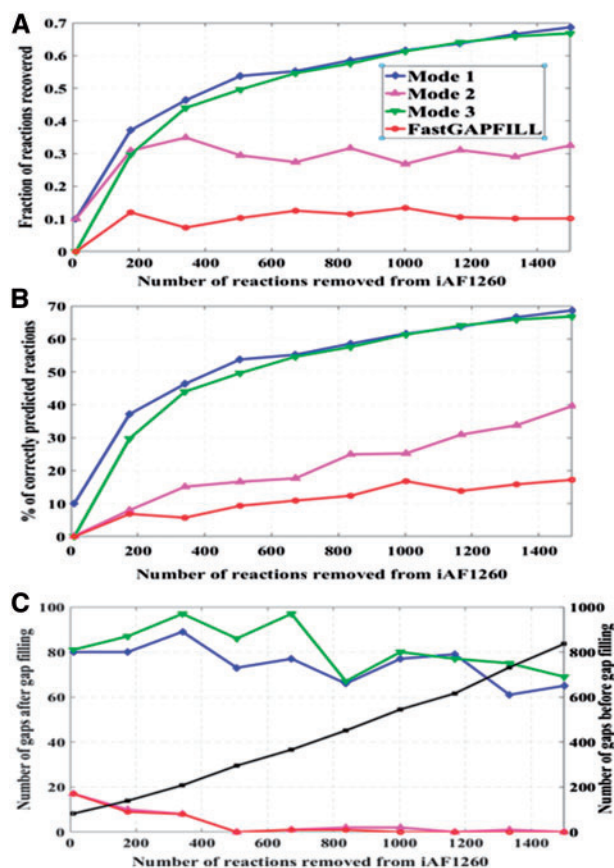 A
Fraction of reactions recovered
0.7
0.6
0.5
0.4
0.3
0.2
0.1
0
Mode 1
Mode 2
Mode 3
FastGAPFILL
0 200 400 600 800 1000 1200 1400
Number of reactions removed from iAF1260
B
% of correctly predicted reactions
70
60
50
40
30
20
10
0
0 200 400 600 800 1000 1200 1400
Number of reactions removed from iAF1260
C
Number of gaps after gap filling
100
80
60
40
20
0
1000
800
600
400
200
0
Number of gaps before gap filling
0 200 400 600 800 1000 1200 1400
Number of reactions removed from iAF1260